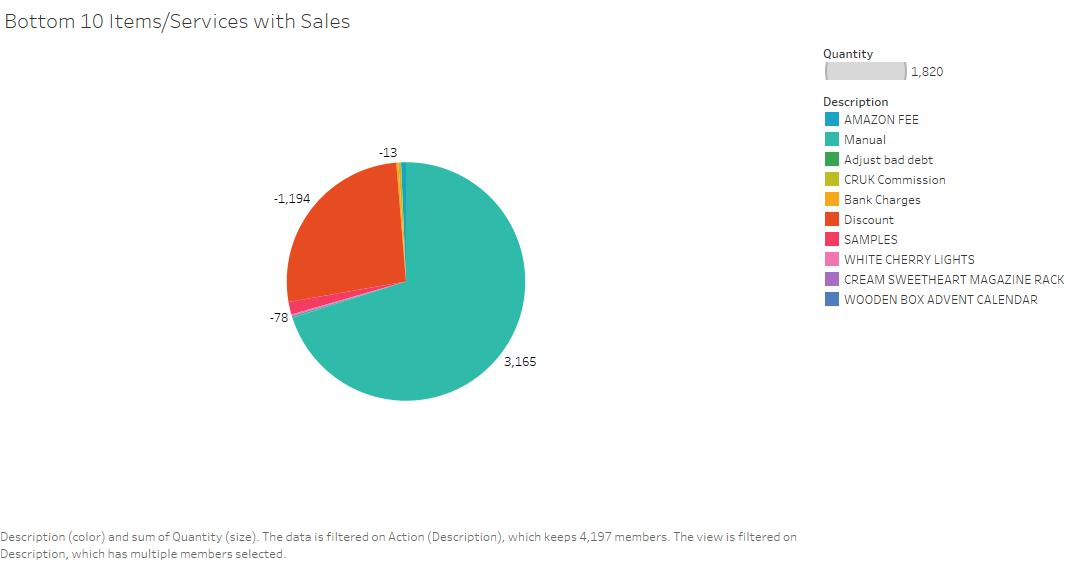 Bottom 10 Items/Services with Sales
Quantity
1,820
Description
AMAZON FEE
Manual
Adjust bad debt
CRUK Commission
Bank Charges
Discount
SAMPLES
WHITE CHERRY LIGHTS
CREAM SWEETHEART MAGAZINE RACK
WOODEN BOX ADVENT CALENDAR
-13
-1,194
-78
3,165
Description (color) and sum of Quantity (size). The data is filtered on Action (Description), which keeps 4,197 members. The view is filtered on
Description, which has multiple members selected.